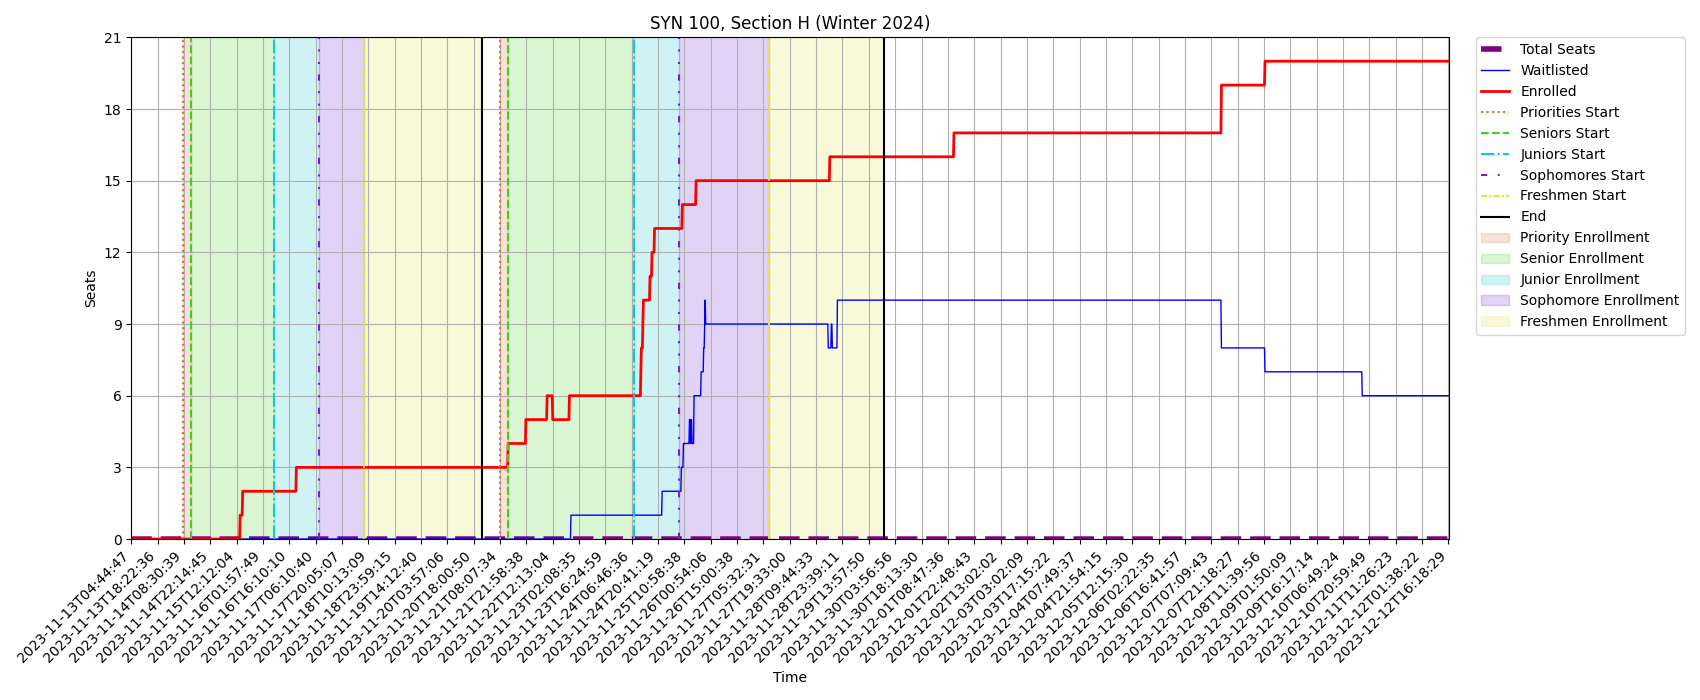 SYN 100, Section H (Winter 2024)
21
18
15
12
9
6
3
0
Seats
2023-11-13T04:44:47
2023-11-13T18:22:36
2023-11-14T08:30:39
2023-11-14T22:14:45
2023-11-15T12:12:04
2023-11-16T01:57:49
2023-11-16T16:10:10
2023-11-17T06:10:40
2023-11-17T20:05:07
2023-11-18T10:13:09
2023-11-18T23:59:15
2023-11-19T14:12:40
2023-11-20T03:57:06
2023-11-20T18:00:50
2023-11-21T08:07:34
2023-11-21T21:58:38
2023-11-22T12:13:04
2023-11-23T02:08:35
2023-11-23T16:24:59
2023-11-24T06:46:36
2023-11-24T20:41:19
2023-11-25T10:58:38
2023-11-26T00:54:06
2023-11-26T15:00:38
2023-11-27T05:32:31
2023-11-27T19:33:00
2023-11-28T09:44:33
2023-11-28T23:39:11
2023-11-29T13:57:50
2023-11-30T03:56:56
2023-11-30T18:13:30
2023-12-01T08:47:36
2023-12-01T22:48:43
2023-12-02T13:02:02
2023-12-03T03:02:09
2023-12-03T17:15:22
2023-12-04T07:49:37
2023-12-04T21:54:15
2023-12-05T12:15:30
2023-12-06T02:22:35
2023-12-06T16:41:57
2023-12-07T07:09:43
2023-12-07T21:18:27
2023-12-08T11:39:56
2023-12-09T01:50:09
2023-12-09T16:17:14
2023-12-10T06:49:24
2023-12-10T20:59:49
2023-12-11T11:26:23
2023-12-12T01:38:22
2023-12-12T16:18:29
Time
Total Seats
Waitlisted
Enrolled
Priorities Start
Seniors Start
Juniors Start
Sophomores Start
Freshmen Start
End
Priority Enrollment
Senior Enrollment
Junior Enrollment
Sophomore Enrollment
Freshmen Enrollment